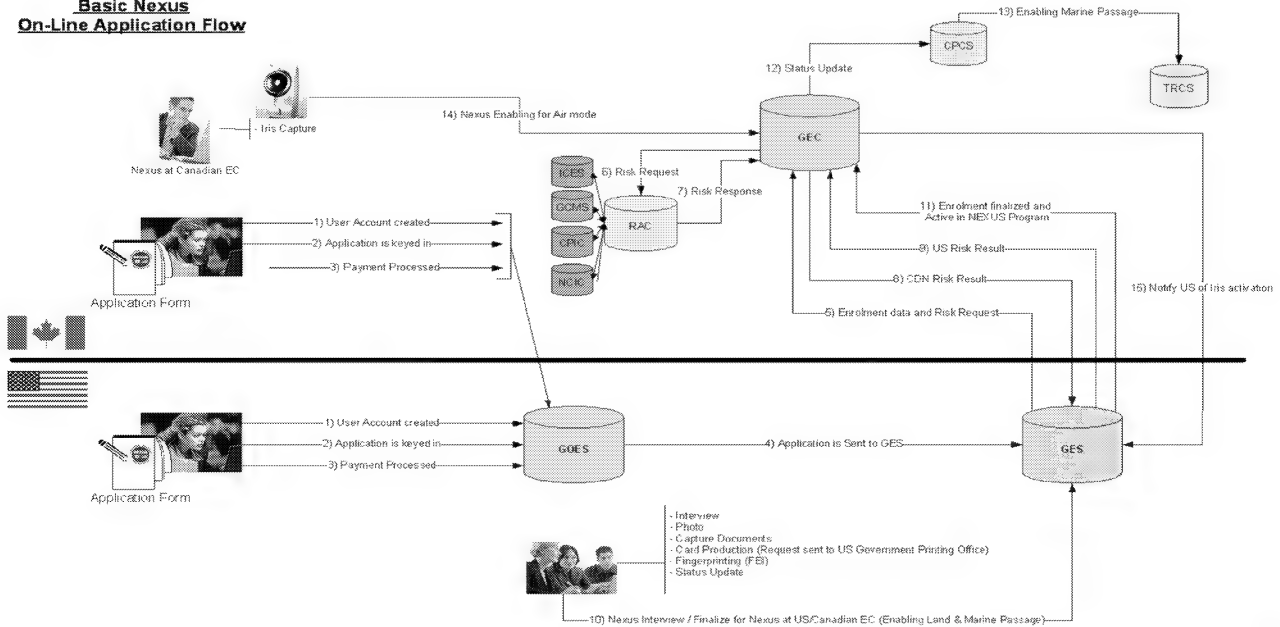 Basic Nexus
On-Line Application Flow
13) Enabling Marine Passage
CPCS
12) Status Update
TRCS
14) Nexus Enabling for Air mode
- Iris Capture
Nexus at Canadian EC
GEC
ICES
GCMS
CPIC
NCIC
6) Risk Request
7) Risk Response
RAC
11) Enrolment finalized and
Active in NEXUS Program
9) US Risk Result
8) CDN Risk Result
15) Notify US of Iris activation
5) Enrolment data and Risk Request
1) User Account created
2) Application is keyed in
3) Payment Processed
Application Form
1) User Account created
2) Application is keyed in
3) Payment Processed
Application Form
GOES
4) Application is Sent to GES
GES
- Interview
- Photo
- Capture Documents
- Card Production (Request sent to US Government Printing Office)
- Fingerprinting (FBI)
- Status Update
10) Nexus Interview / Finalize for Nexus at US/Canadian EC (Enabling Land & Marine Passage)